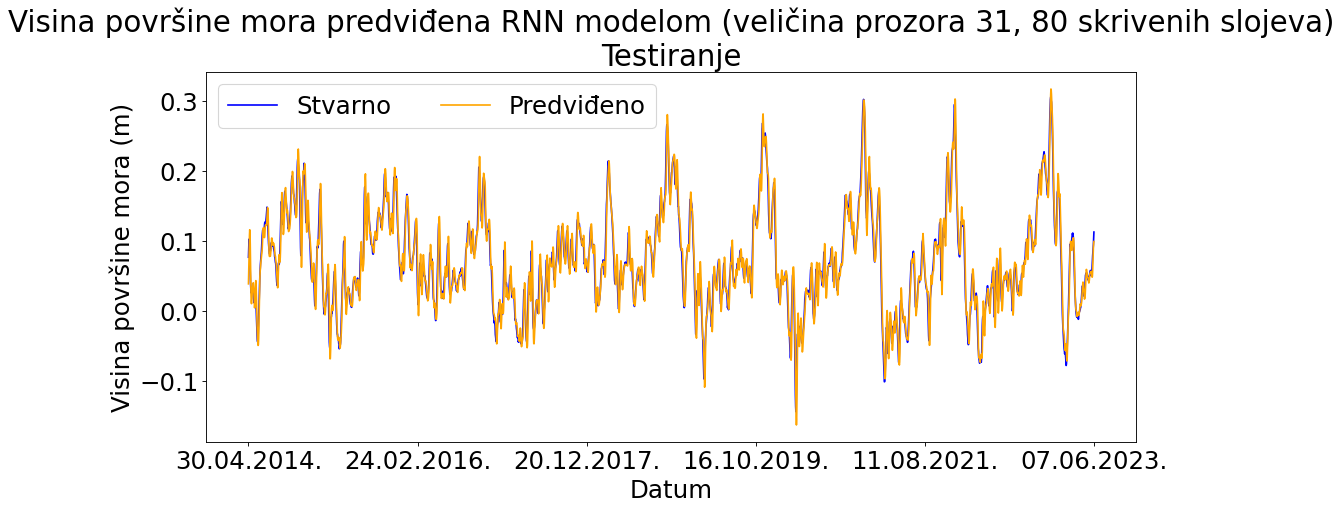 Visina površine mora predviđena RNN modelom (veličina prozora 31, 80 skrivenih slojeva)
Testiranje
Stvarno
Predviđeno
Visina površine mora (m)
0.3
0.2
0.1
0.0
−0.1
30.04.2014.
24.02.2016.
20.12.2017.
16.10.2019.
11.08.2021.
07.06.2023.
Datum